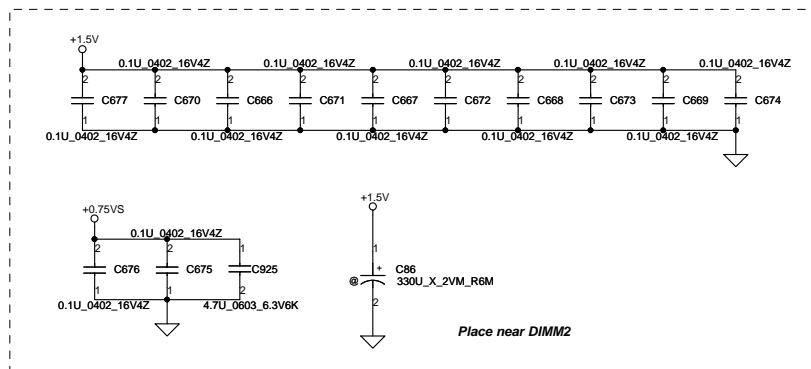 +1.5V
0.1U_0402_16V4Z 0.1U_0402_16V4Z 0.1U_0402_16V4Z 0.1U_0402_16V4Z 0.1U_0402_16V4Z
2 2 2 2 2 2 2 2 2 2
C677 C670 C666 C671 C667 C672 C668 C673 C669 C674
1 1 1 1 1 1 1 1 1 1
0.1U_0402_16V4Z 0.1U_0402_16V4Z 0.1U_0402_16V4Z 0.1U_0402_16V4Z 0.1U_0402_16V4Z
+0.75VS
0.1U_0402_16V4Z
2 2 1
C676 C675 C925
1 1 2
0.1U_0402_16V4Z 4.7U_0603_6.3V6K
+1.5V
1
+ C86
@ 330U_X_2VM_R6M
2
Place near DIMM2